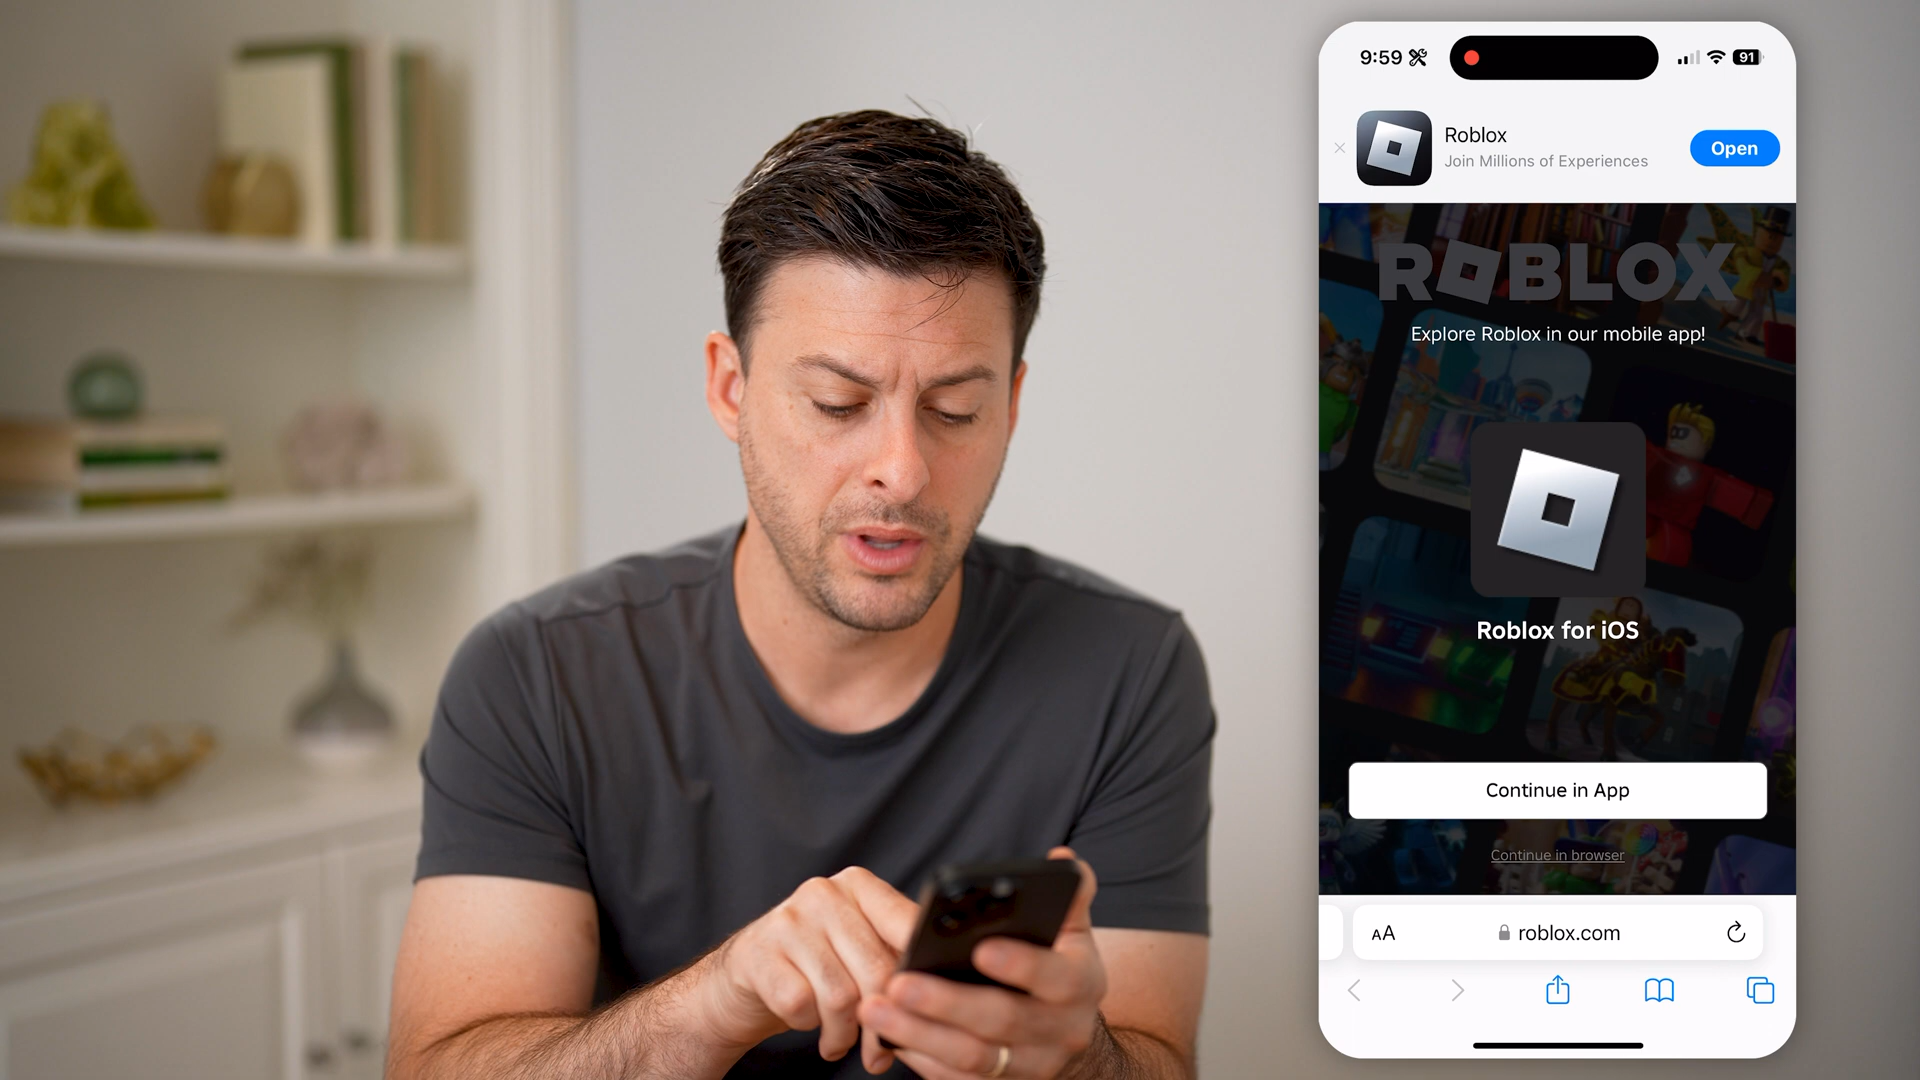 9:59
91
Roblox
Join Millions of Experiences
Open
ROBLOX
Explore Roblox in our mobile app!
Roblox for iOS
Continue in App
Continue in browser
AA
roblox.com